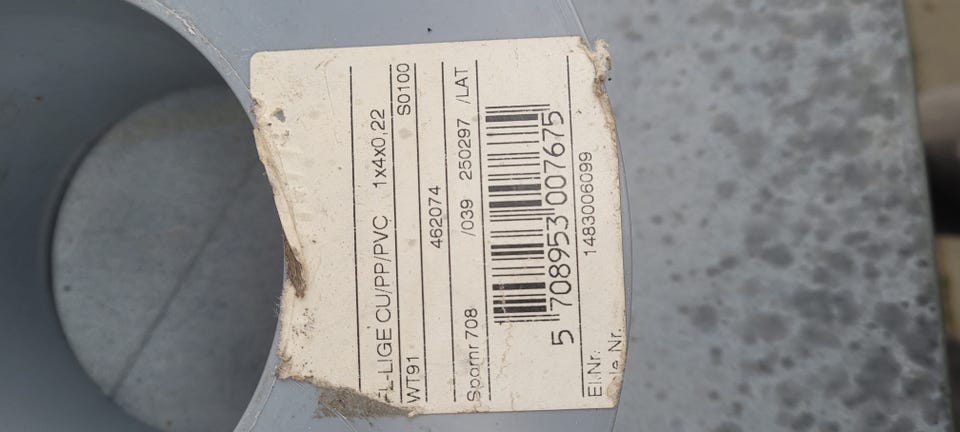 FL-LIGE CU/PP/PVC 1x4x0,22
WT91 S0100
462074
Spornr 708 /039 250297 /LAT
5 708953 007675
El.Nr. 1483006099
Nr.